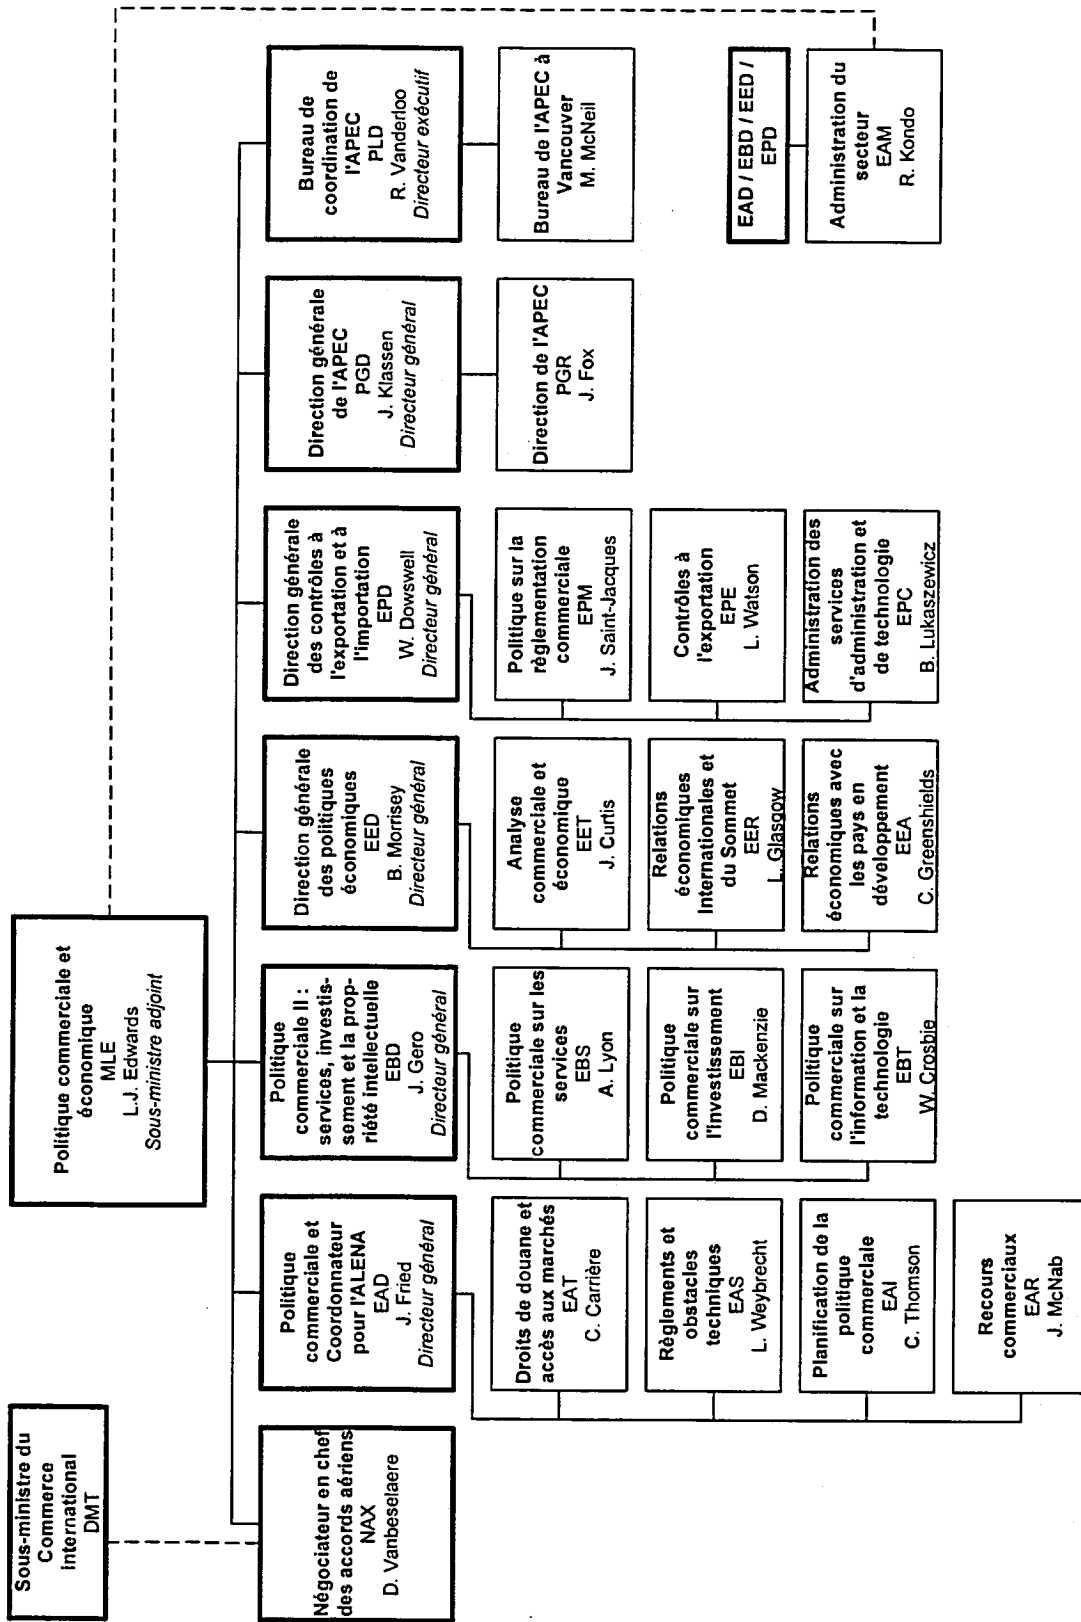 Sous-ministre du
Commerce
international
DMT
Politique commerciale et
économique
MLE
L.J. Edwards
Sous-ministre adjoint
Négociateur en chef
des accords aériens
NAX
D. Vanbeselaere
Politique
commerciale et
Coordonnateur
pour l'ALENA
EAD
J. Fried
Directeur général
Droits de douane et
accès aux marchés
EAT
C. Carrière
Règlements et
obstacles
techniques
EAS
L. Weybrecht
Planification de la
politique
commerciale
EAI
C. Thomson
Recours
commerciaux
EAR
J. McNab
Politique
commerciale II :
services, investis-
sement et la prop-
riété intellectuelle
EBD
J. Gero
Directeur général
Politique
commerciale sur les
services
EBS
A. Lyon
Politique
commerciale sur
l'investissement
EBI
D. Mackenzie
Politique
commerciale sur
l'information et la
technologie
EBT
W. Crosbie
Direction générale
des politiques
économiques
EED
B. Morrisey
Directeur général
Analyse
commerciale et
économique
EET
J. Curtis
Relations
économiques
Internationales et
du Sommet
EER
L. Glasgow
Relations
économiques avec
les pays en
développement
EEA
C. Greenshields
Direction générale
des contrôles à
l'exportation et à
l'importation
EPD
W. Dowswell
Directeur général
Politique sur la
règlementation
commerciale
EPM
J. Saint-Jacques
Contrôles à
l'exportation
EPE
L. Watson
Administration des
services
d'administration et
de technologie
EPC
B. Lukaszewicz
Direction générale
de l'APEC
PGD
J. Klassen
Directeur général
Direction de l'APEC
PGR
J. Fox
Bureau de
coordination de
l'APEC
PLD
R. Vanderloo
Directeur exécutif
Bureau de l'APEC à
Vancouver
M. McNeil
EAD / EBD / EED /
EPD
Administration du
secteur
EAM
R. Kondo